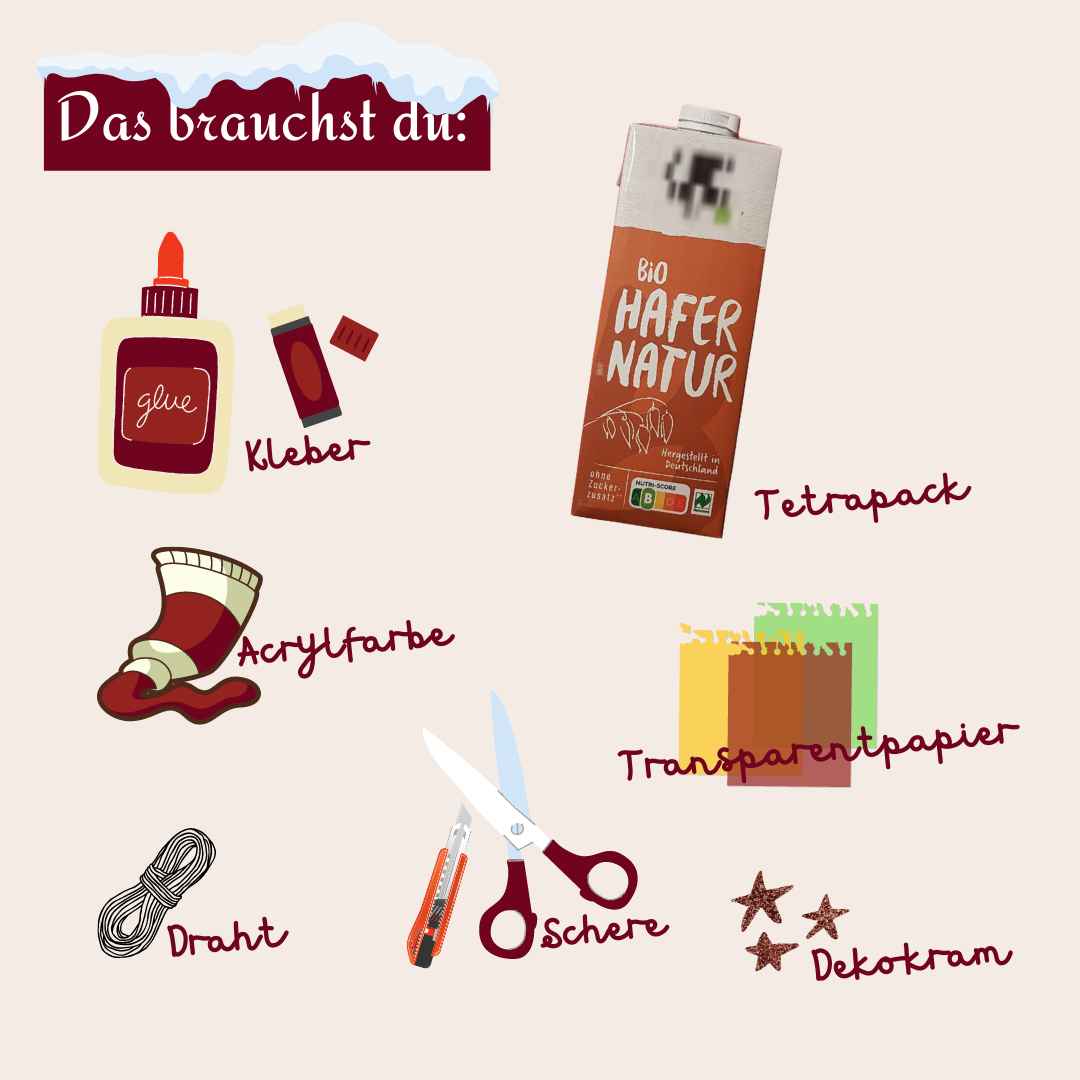 Das brauchst du:
glue
Kleber
BiO
HAFER
NATUR
Hergestellt in
Deutschland
ohne
Zucker-
zusatz
NUTRI-SCORE
A B C D E
Tetrapack
Acrylfarbe
Transparentpapier
Draht
Schere
Dekokram